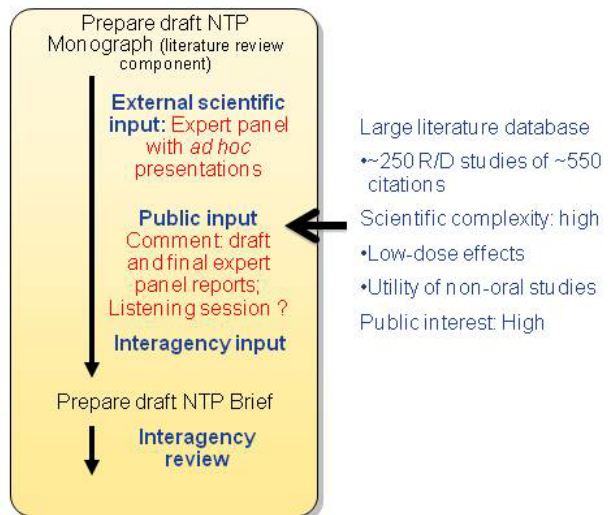 Prepare draft NTP
Monograph (literature review
component)
External scientific
input: Expert panel
with ad hoc
presentations
Public input
Comment: draft
and final expert
panel reports;
Listening session ?
Interagency input
Prepare draft NTP Brief
Interagency
review
Large literature database
•~250 R/D studies of ~550
citations
Scientific complexity: high
•Low-dose effects
•Utility of non-oral studies
Public interest: High